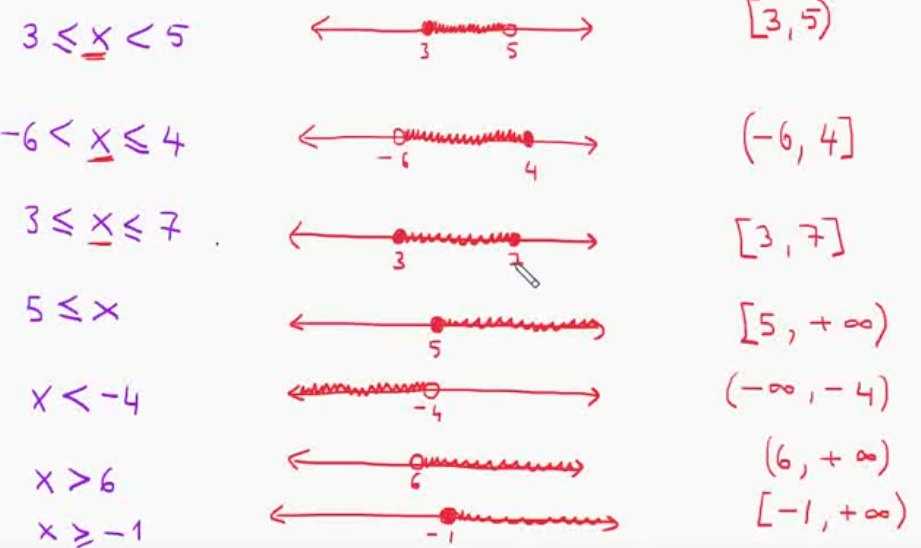 3 ≤ x < 5 3 5 [3, 5)
-6 < x ≤ 4 -6 4 (-6, 4]
3 ≤ x ≤ 7 3 7 [3, 7]
5 ≤ x 5 [5, +∞)
x < -4 -4 (-∞, -4)
x > 6 6 (6, +∞)
x ≥ -1 -1 [-1, +∞)